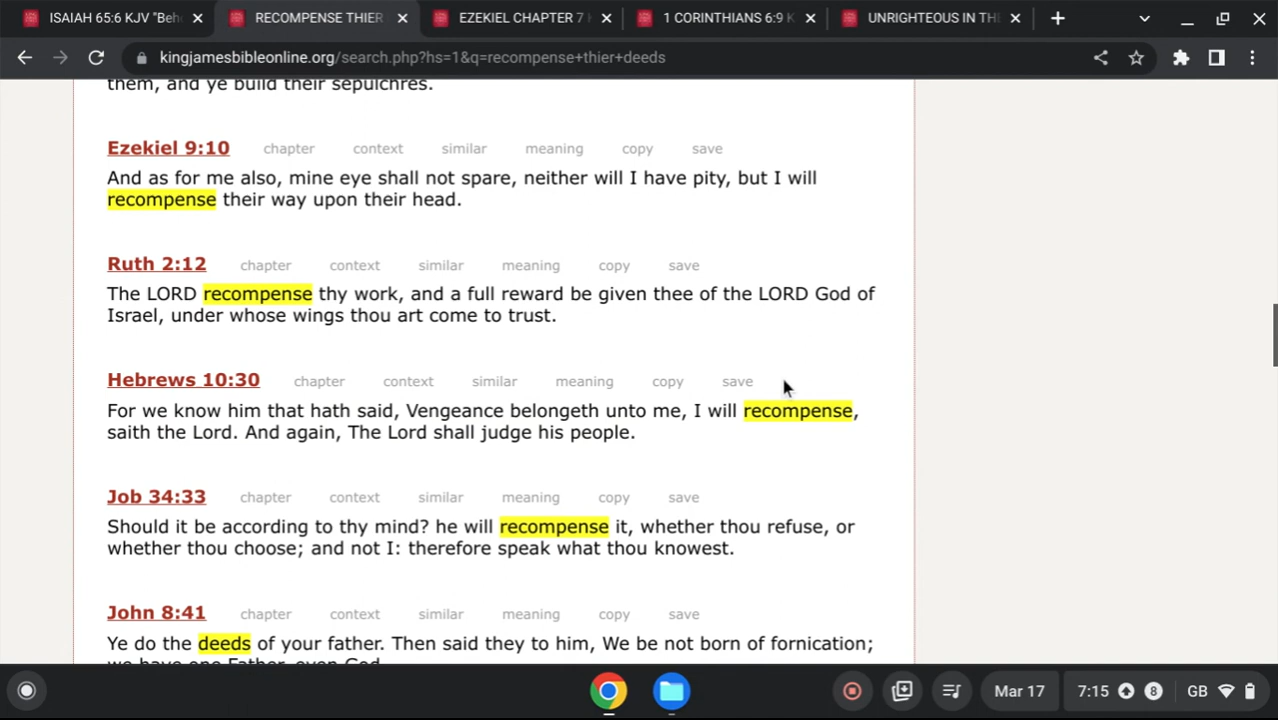 ISAIAH 65:6 KJV "Beh
RECOMPENSE THIER
EZEKIEL CHAPTER 7 K
1 CORINTHIANS 6:9 K
UNRIGHTEOUS IN TH
kingjamesbibleonline.org/search.php?hs=1&q=recompense+thier+deeds
them, and ye build their sepulchres.
Ezekiel 9:10 chapter context similar meaning copy save
And as for me also, mine eye shall not spare, neither will I have pity, but I will
recompense their way upon their head.
Ruth 2:12 chapter context similar meaning copy save
The LORD recompense thy work, and a full reward be given thee of the LORD God of
Israel, under whose wings thou art come to trust.
Hebrews 10:30 chapter context similar meaning copy save
For we know him that hath said, Vengeance belongeth unto me, I will recompense,
saith the Lord. And again, The Lord shall judge his people.
Job 34:33 chapter context similar meaning copy save
Should it be according to thy mind? he will recompense it, whether thou refuse, or
whether thou choose; and not I: therefore speak what thou knowest.
John 8:41 chapter context similar meaning copy save
Ye do the deeds of your father. Then said they to him, We be not born of fornication;
we have one Father, even God.
Mar 17
7:15
8
GB